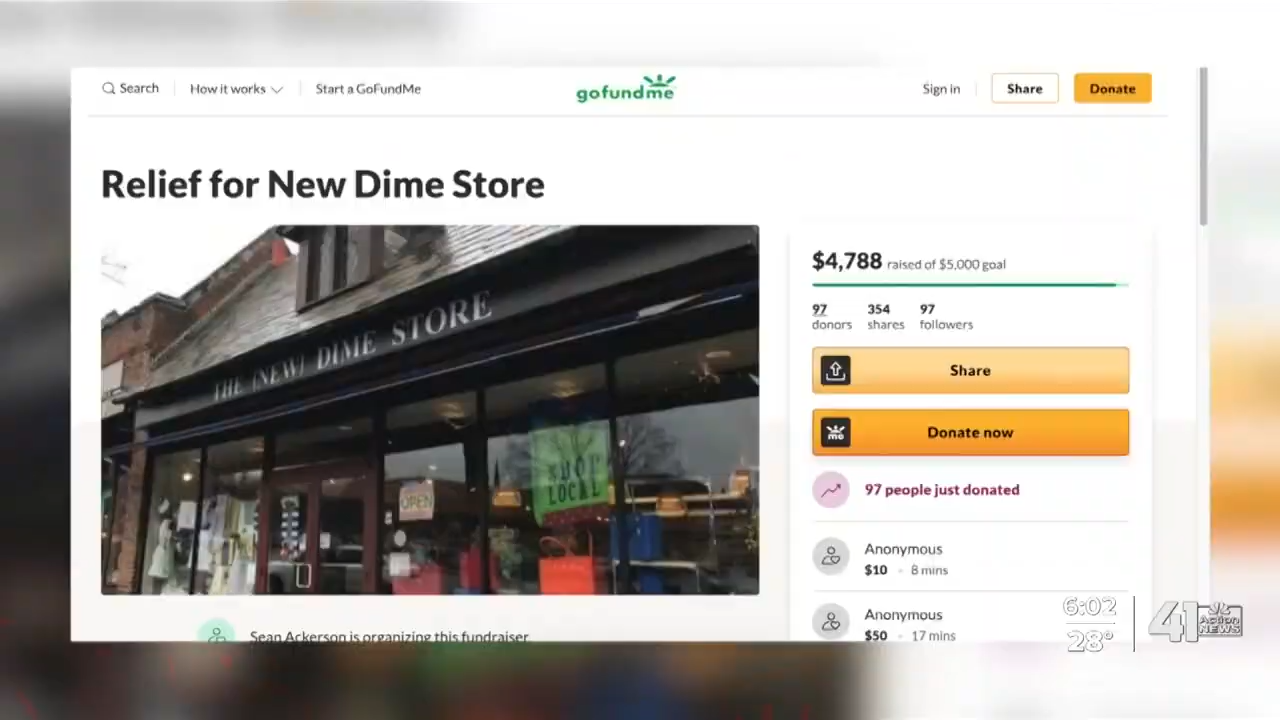 Search
How it works
Start a GoFundMe
gofundme
Sign in
Share
Donate
Relief for New Dime Store
THE (NEW) DIME STORE
OPEN
SHOP
LOCAL
$4,788 raised of $5,000 goal
97 354 97
donors shares followers
Share
me Donate now
97 people just donated
Anonymous
$10 8 mins
Anonymous
$50 17 mins
Sean Ackerson is organizing this fundraiser
6:02
28°
41 Action NEWS